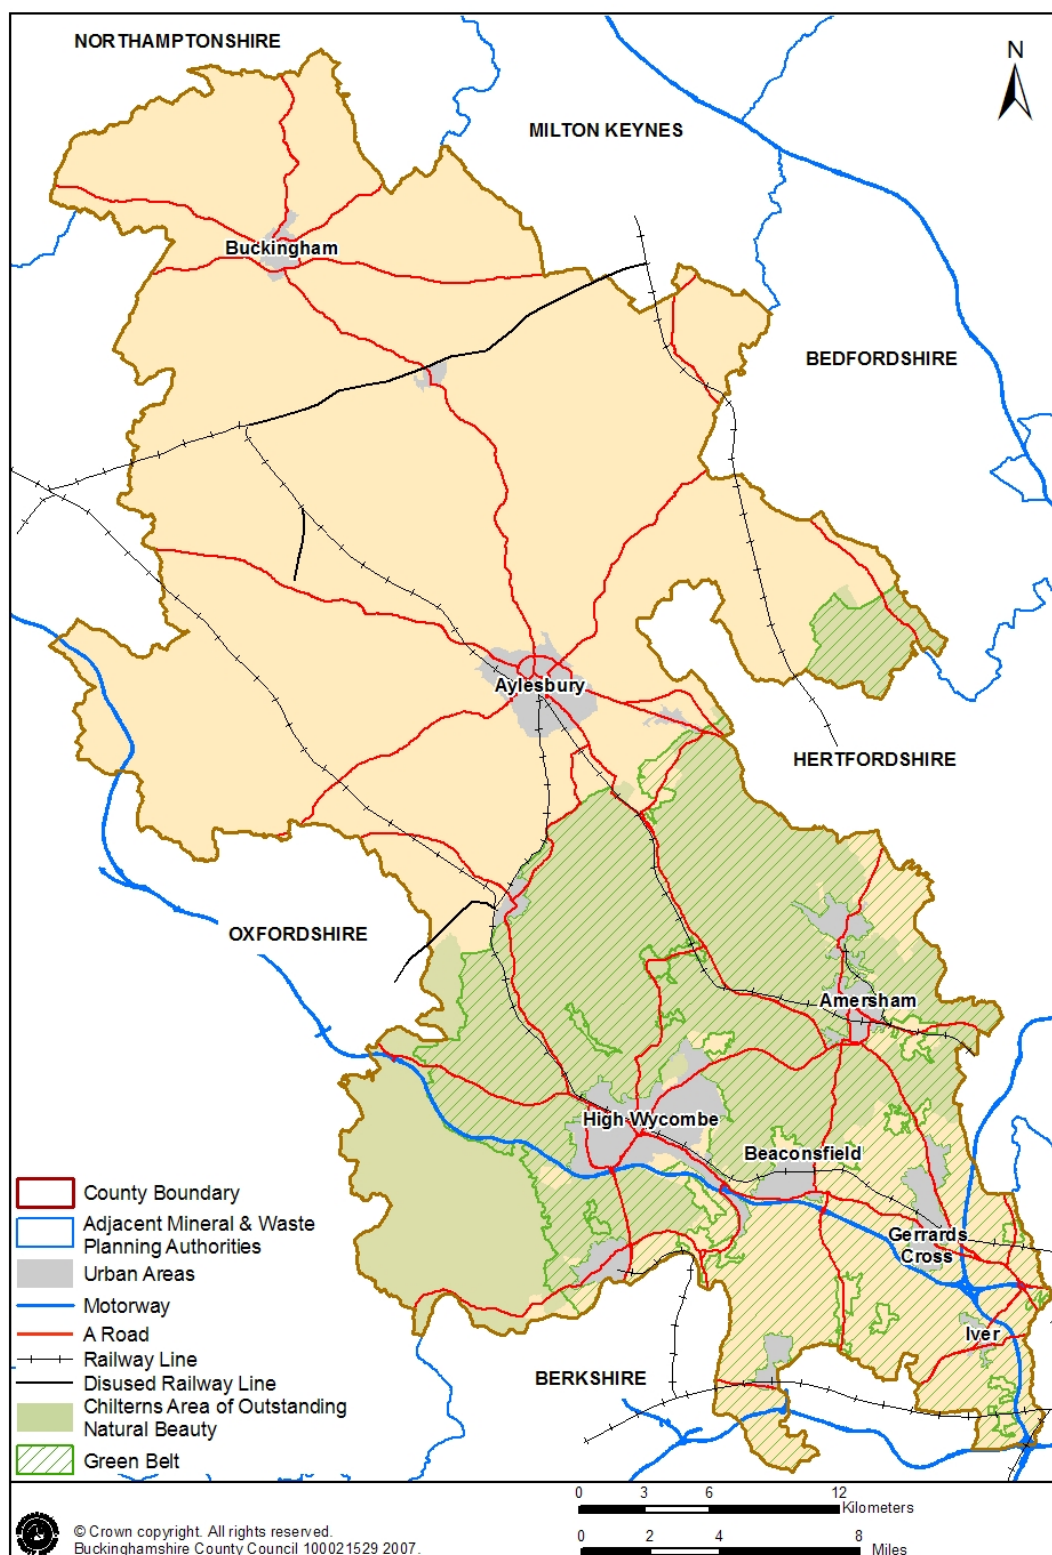 NORTHAMPTONSHIRE
N
MILTON KEYNES
Buckingham
BEDFORDSHIRE
Aylesbury
HERTFORDSHIRE
OXFORDSHIRE
Amersham
High Wycombe
Beaconsfield
Gerrards
Cross
Iver
BERKSHIRE
County Boundary
Adjacent Mineral & Waste
Planning Authorities
Urban Areas
Motorway
A Road
Railway Line
Disused Railway Line
Chilterns Area of Outstanding
Natural Beauty
Green Belt
0 3 6 12
Kilometers
0 2 4 8
Miles
© Crown copyright. All rights reserved.
Buckinghamshire County Council 100021529 2007.